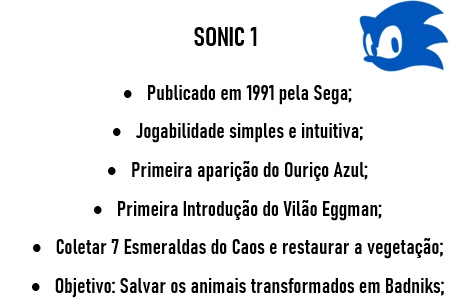 SONIC 1
• Publicado em 1991 pela Sega;
• Jogabilidade simples e intuitiva;
• Primeira aparição do Ouriço Azul;
• Primeira Introdução do Vilão Eggman;
• Coletar 7 Esmeraldas do Caos e restaurar a vegetação;
• Objetivo: Salvar os animais transformados em Badniks;